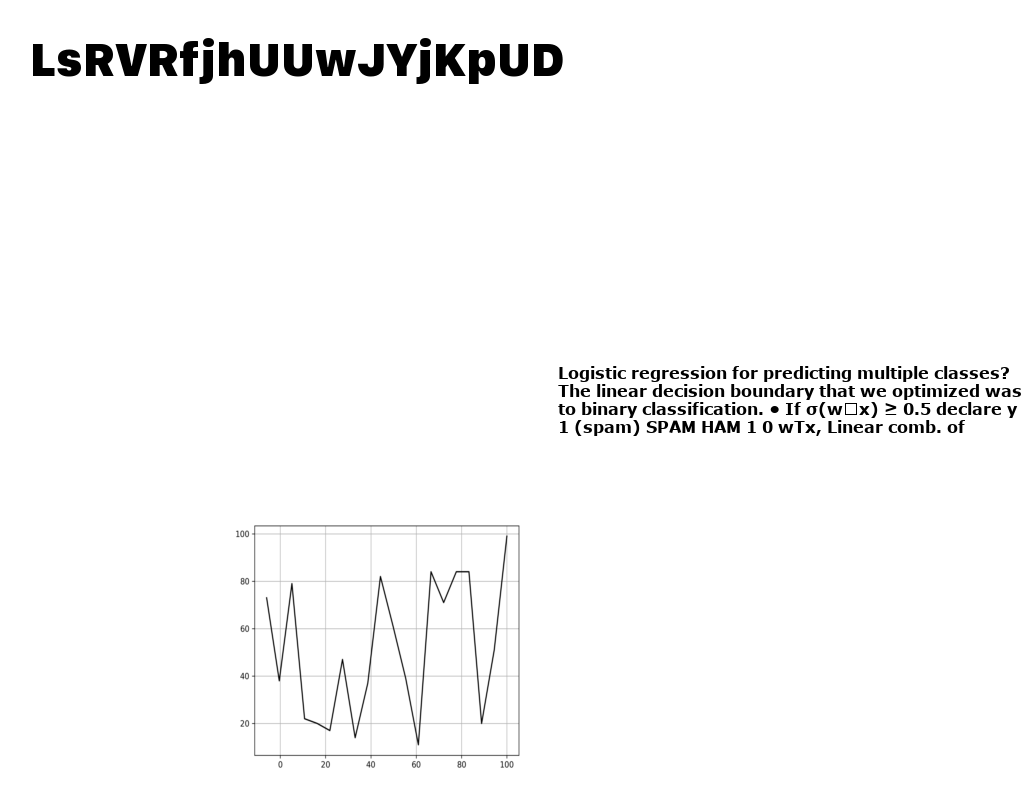 LsRVRfjhUUwJYjKpUD
Logistic regression for predicting multiple classes?
The linear decision boundary that we optimized was
to binary classification. • If σ(w□x) ≥ 0.5 declare y
1 (spam) SPAM HAM 1 0 wTx, Linear comb. of
100
80
60
40
20
0 20 40 60 80 100